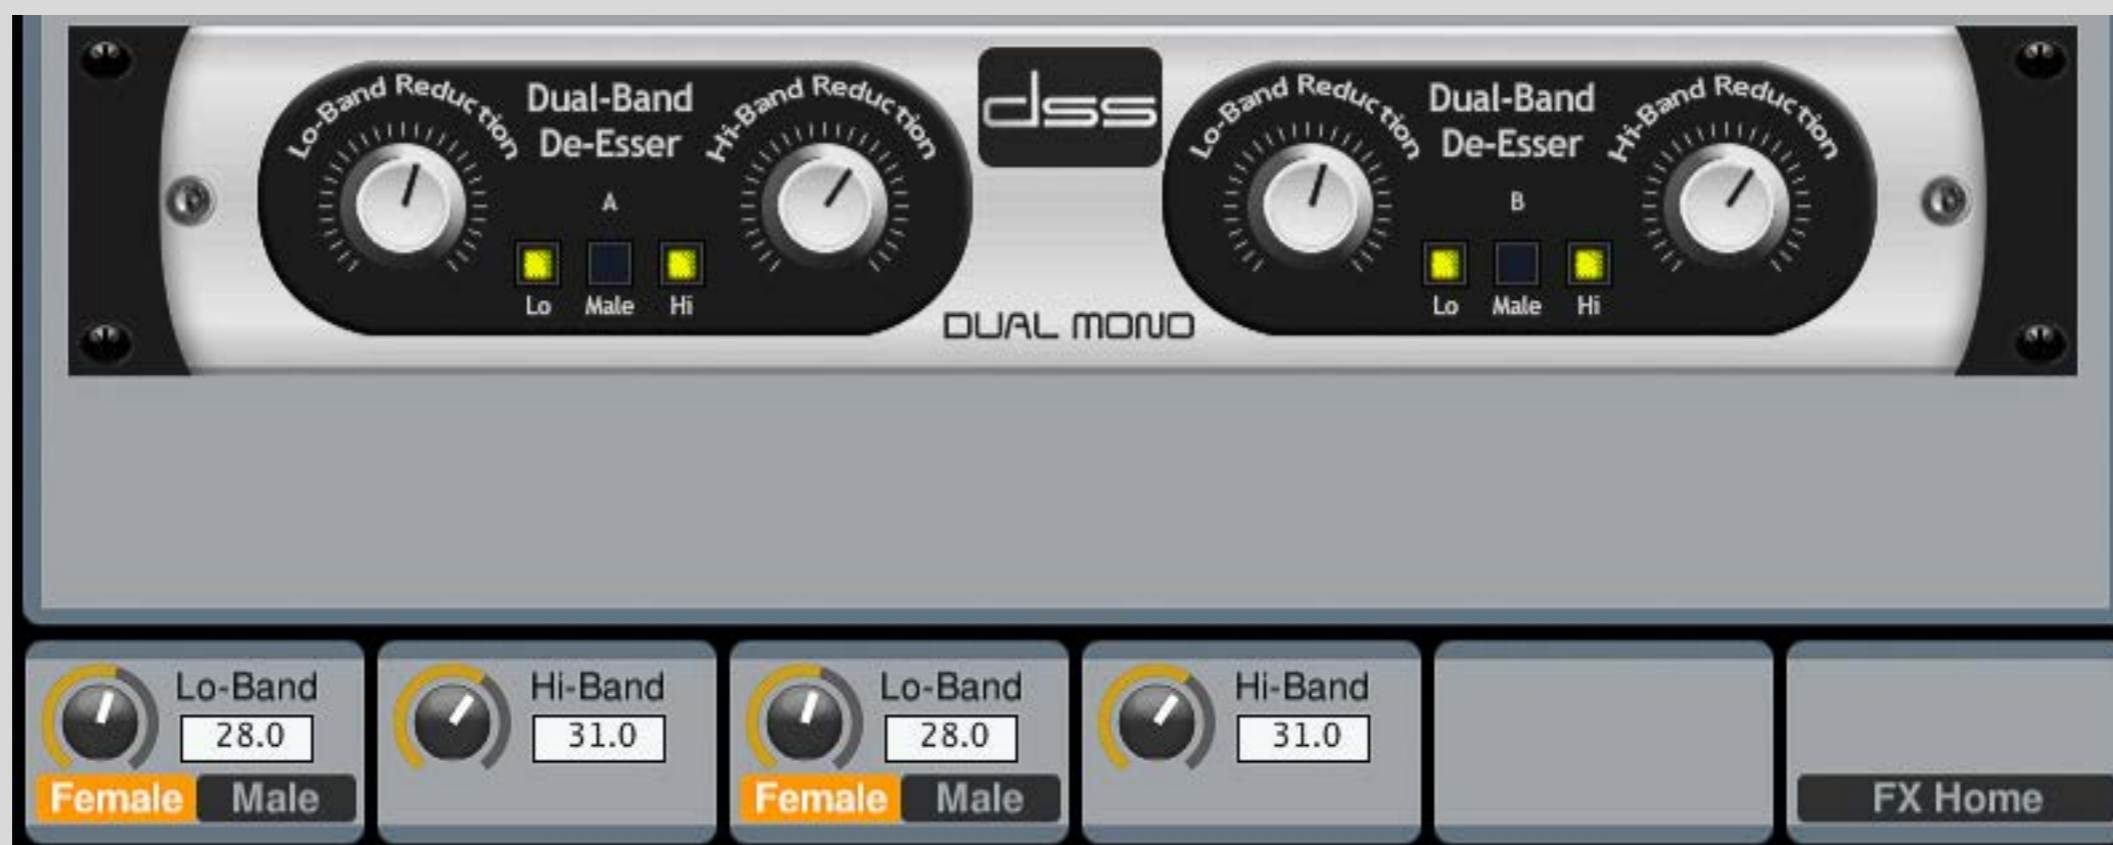 Lo-Band Reduction
Dual-Band
De-Esser
Hi-Band Reduction
A
Lo Male Hi
dss
DUAL MONO
Lo-Band Reduction
Dual-Band
De-Esser
Hi-Band Reduction
B
Lo Male Hi
Lo-Band
28.0
Female Male
Hi-Band
31.0
Lo-Band
28.0
Female Male
Hi-Band
31.0
FX Home